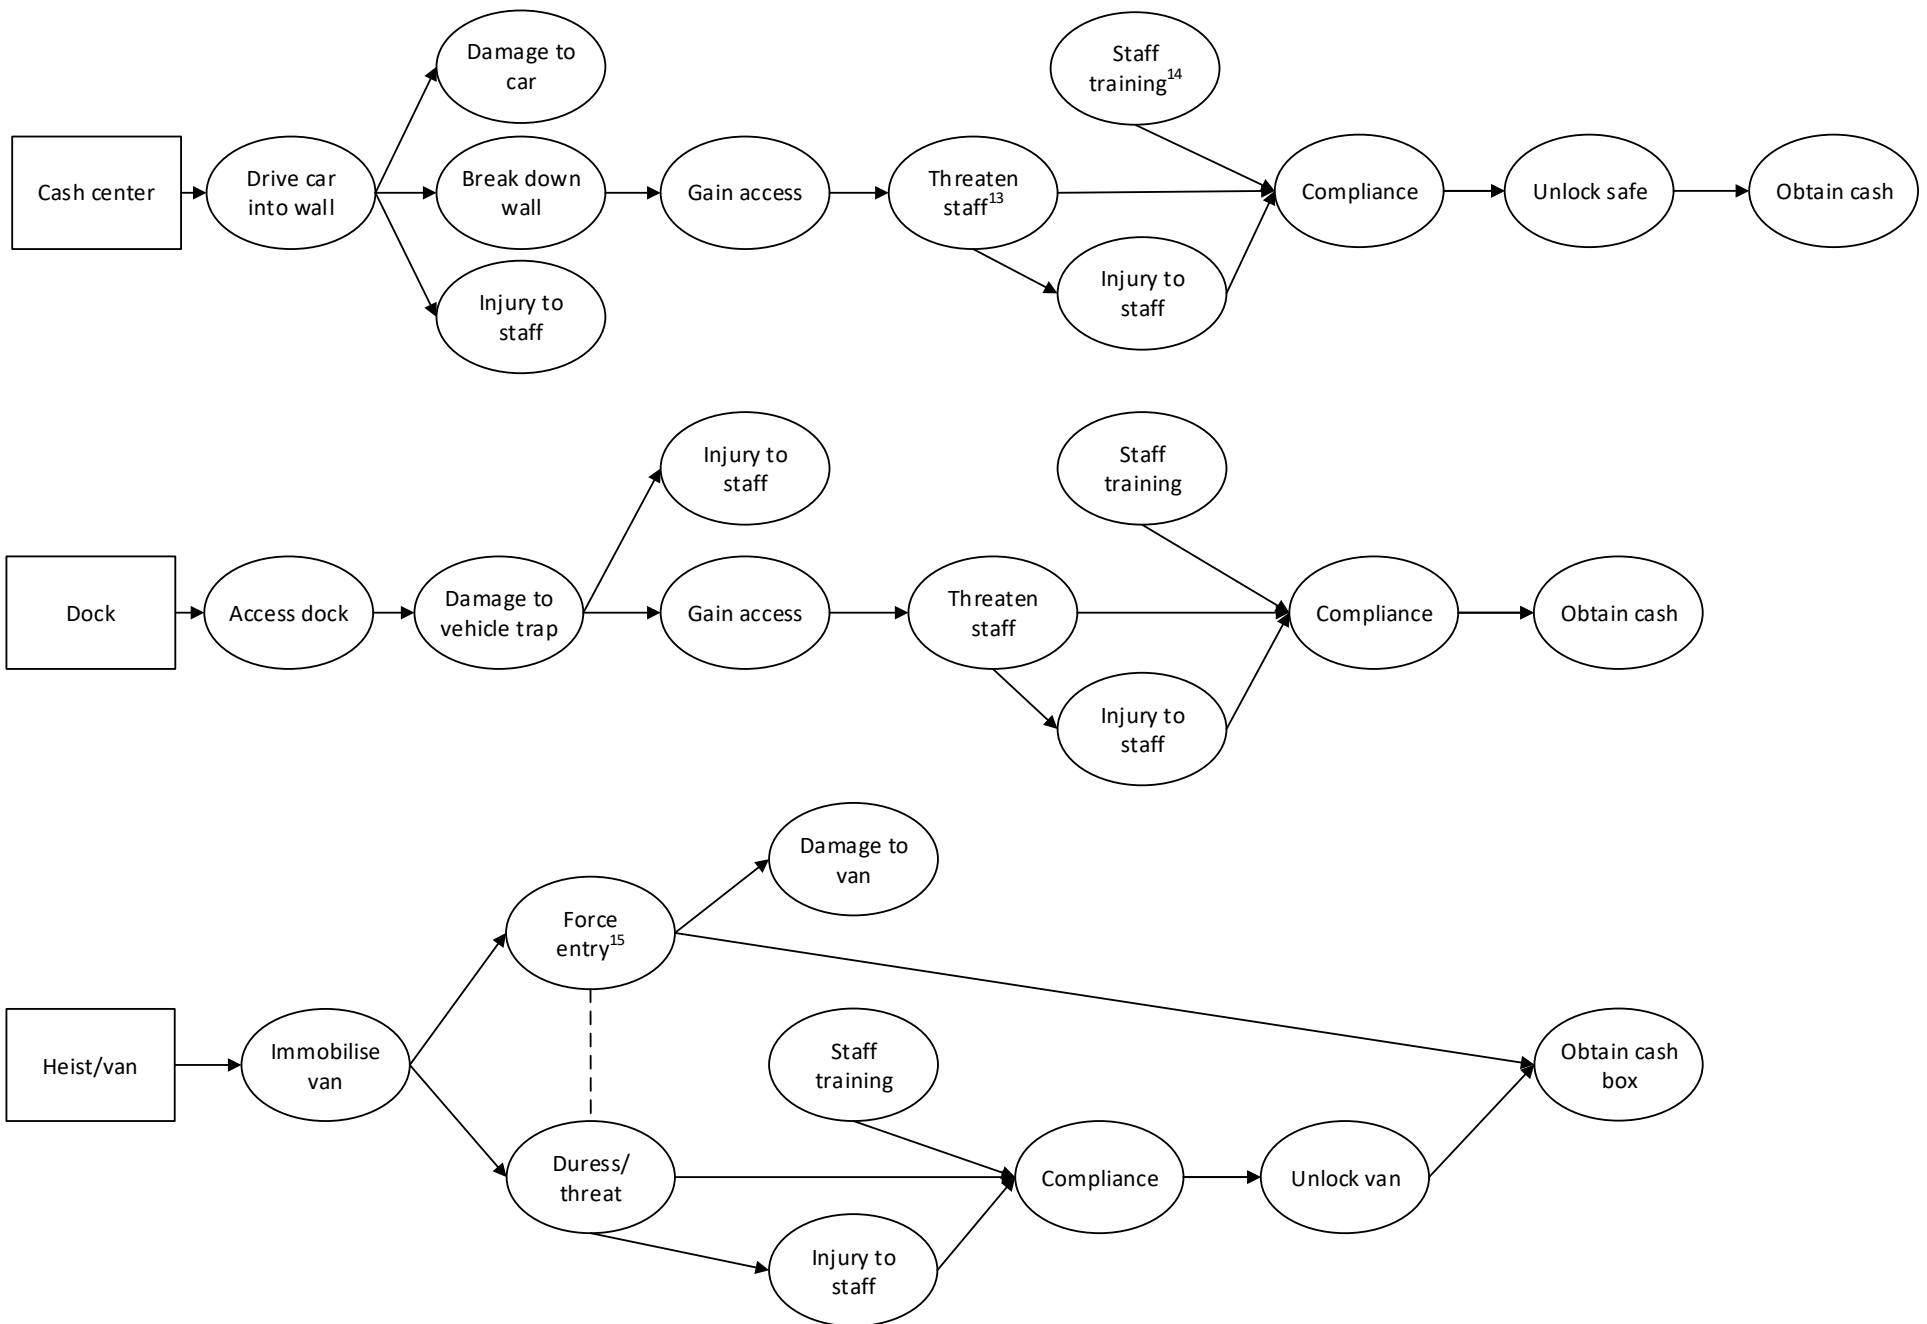 Damage to
car
Staff
training¹⁴
Cash center
Drive car
into wall
Break down
wall
Gain access
Threaten
staff¹³
Compliance
Unlock safe
Obtain cash
Injury to
staff
Injury to
staff
Injury to
staff
Staff
training
Dock
Access dock
Damage to
vehicle trap
Gain access
Threaten
staff
Compliance
Obtain cash
Injury to
staff
Damage to
van
Force
entry¹⁵
Heist/van
Immobilise
van
Staff
training
Obtain cash
box
Duress/
threat
Compliance
Unlock van
Injury to
staff